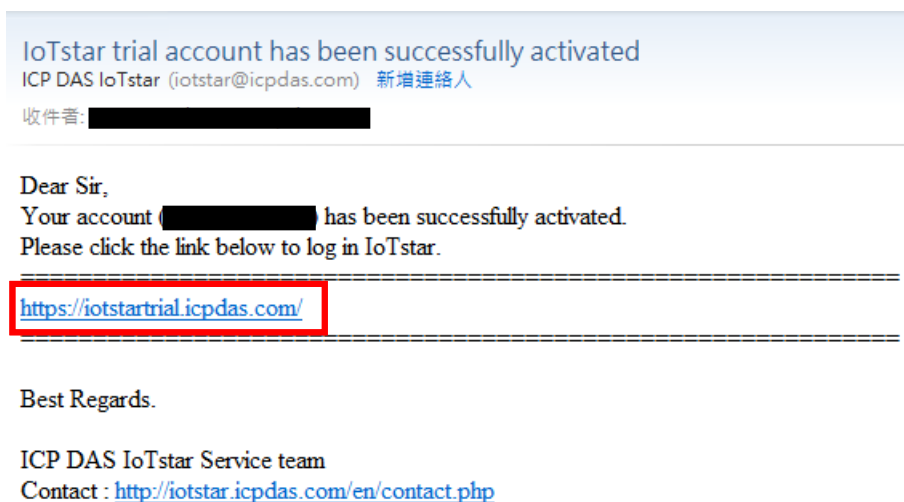 IoTstar trial account has been successfully activated
ICP DAS IoTstar (iotstar@icpdas.com) 新增連絡人
收件者:
Dear Sir,
Your account ( ) has been successfully activated.
Please click the link below to log in IoTstar.
=============================================================
https://iotstartrial.icpdas.com/
=============================================================
Best Regards.
ICP DAS IoTstar Service team
Contact : http://iotstar.icpdas.com/en/contact.php